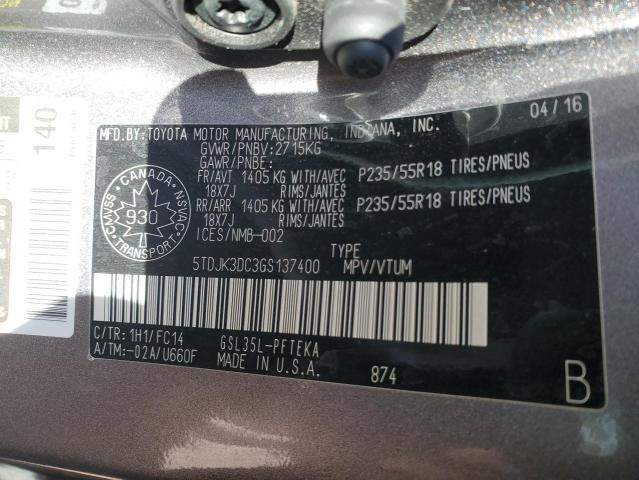 04/16
MFD.BY:TOYOTA MOTOR MANUFACTURING, INDIANA, INC.
GVWR/PNBV:2715KG
GAWR/PNBE:
FR/AVT 1405 KG WITH/AVEC P235/55R18 TIRES/PNEUS
18X7J RIMS/JANTES
RR/ARR 1405 KG WITH/AVEC P235/55R18 TIRES/PNEUS
18X7J RIMS/JANTES
ICES/NMB-002
TYPE
5TDJK3DC3GS137400 MPV/VTUM
CANADA
CMVSS 930 NSVAC
TRANSPORT
C/TR: 1H1/FC14 GSL35L-PFTEKA
A/TM:-02A/U660F MADE IN U.S.A.
874
B
140